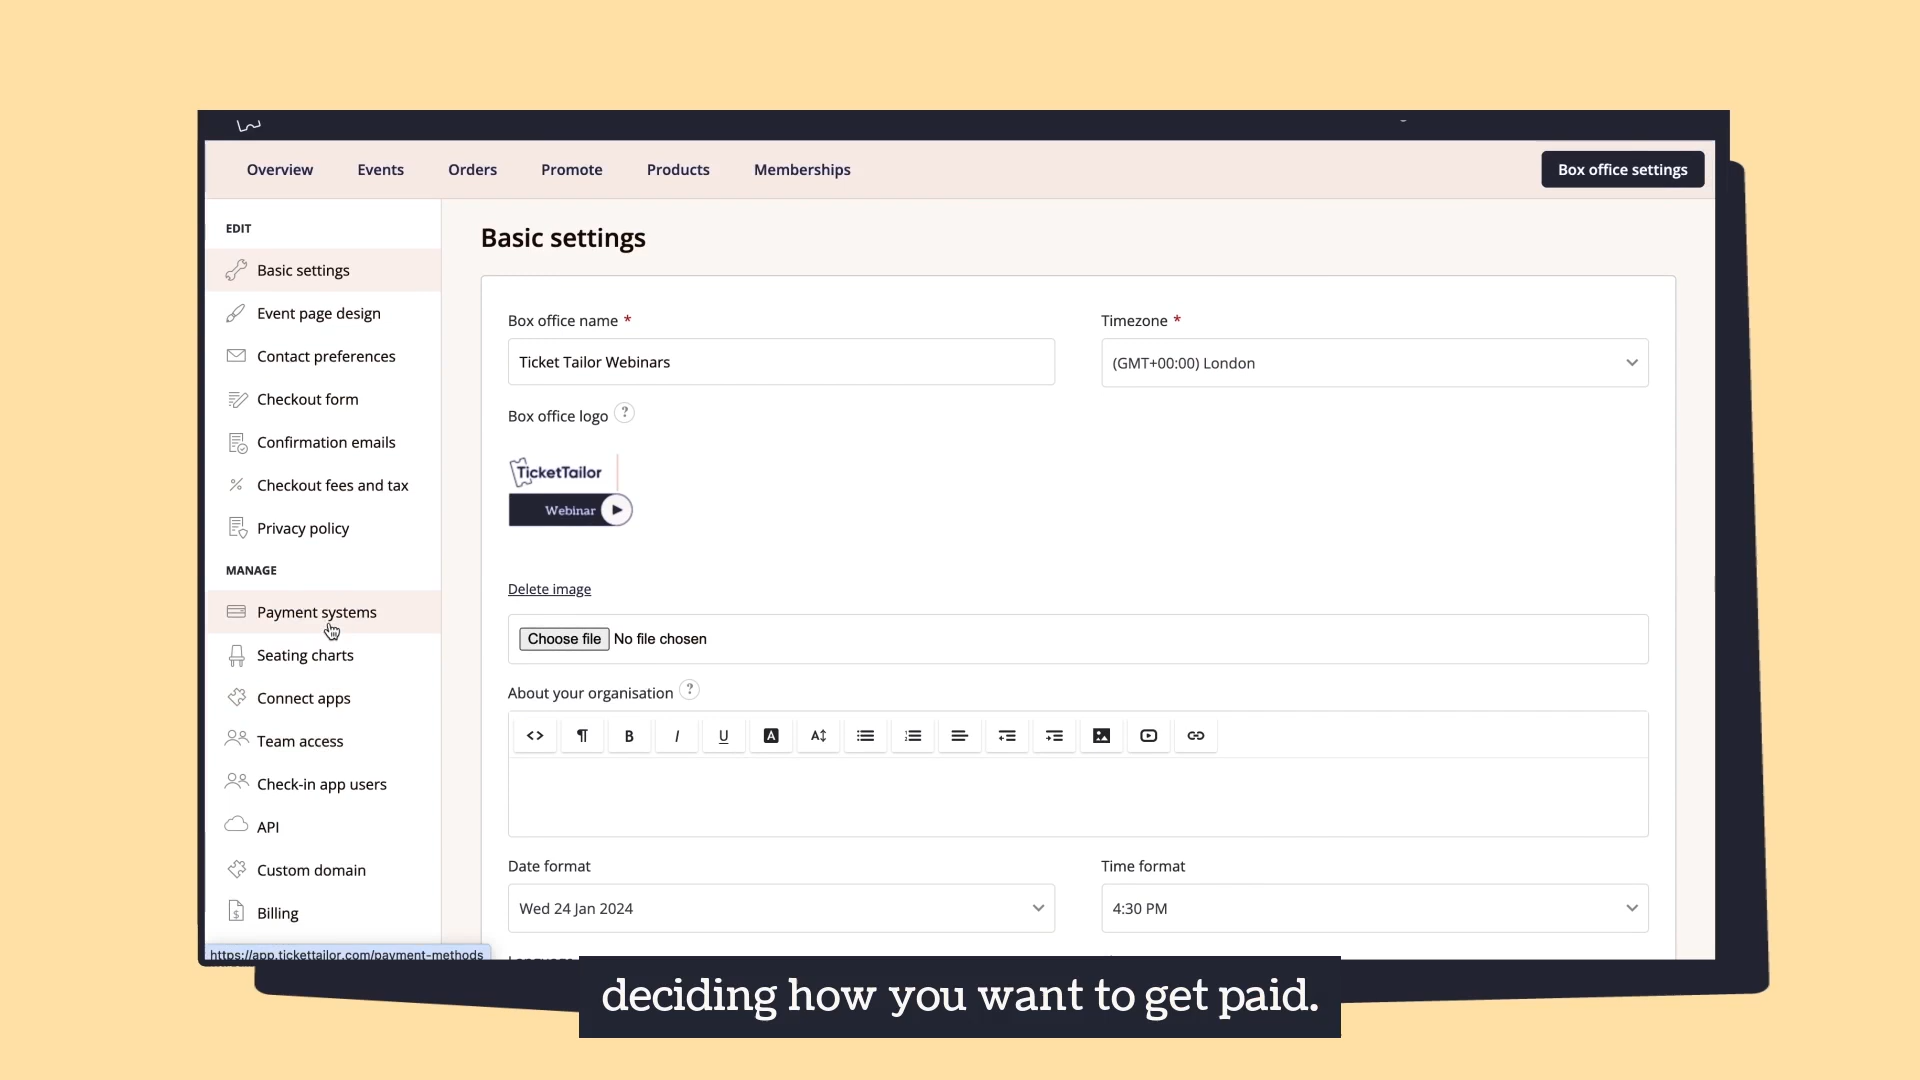 Overview Events Orders Promote Products Memberships Box office settings
EDIT
Basic settings
Event page design
Contact preferences
Checkout form
Confirmation emails
Checkout fees and tax
Privacy policy
MANAGE
Payment systems
Seating charts
Connect apps
Team access
Check-in app users
API
Custom domain
Billing
https://app.tickettailor.com/payment-methods
Basic settings
Box office name *
Ticket Tailor Webinars
Timezone *
(GMT+00:00) London
Box office logo ?
TicketTailor
Webinar
Delete image
Choose file No file chosen
About your organisation ?
Date format
Wed 24 Jan 2024
Time format
4:30 PM
deciding how you want to get paid.